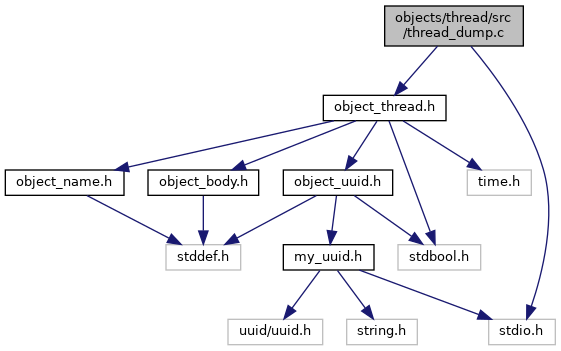 objects/thread/src
/thread_dump.c
object_thread.h
object_name.h
object_body.h
object_uuid.h
time.h
stddef.h
my_uuid.h
stdbool.h
uuid/uuid.h
string.h
stdio.h